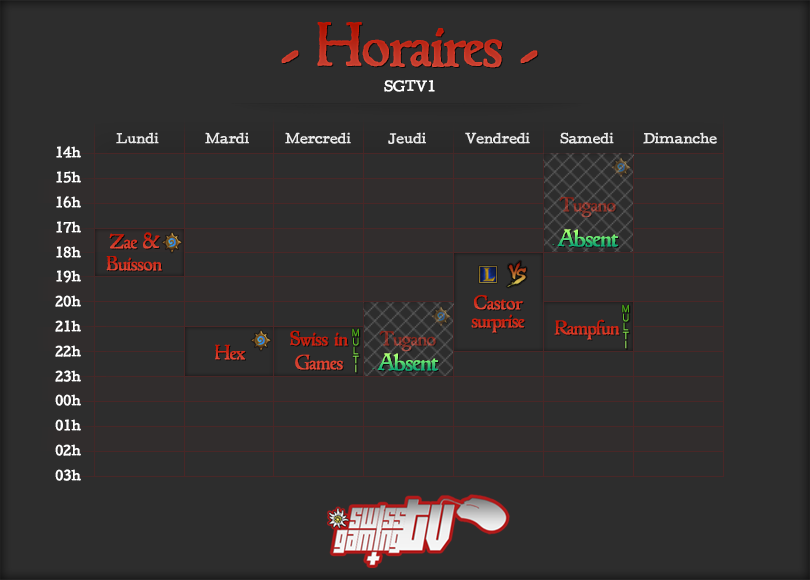 - Horaires -
SGTV1
Lundi Mardi Mercredi Jeudi Vendredi Samedi Dimanche
14h
15h
16h
17h
18h
19h
20h
21h
22h
23h
00h
01h
02h
03h
Zae &
Buisson
Hex
Swiss in
Games
MULTI
Tugano
Absent
L VS
Castor
surprise
Tugano
Absent
Rampfun
MULTI
swiss
gaming
TV